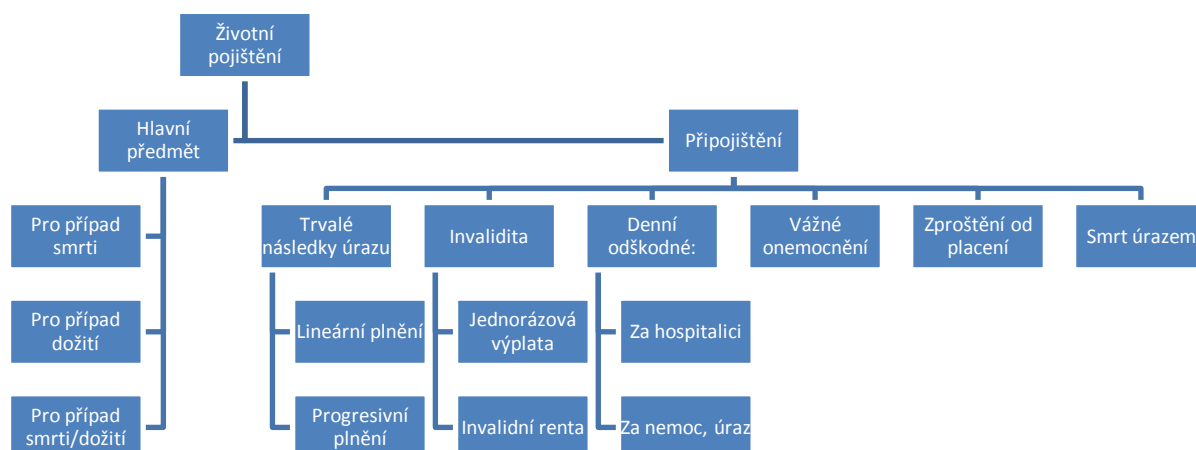 Životní
pojištění
Hlavní
předmět
Připojištění
Pro případ
smrti
Trvalé
následky úrazu
Invalidita
Denní
odškodné:
Vážné
onemocnění
Zproštění od
placení
Smrt úrazem
Pro případ
dožití
Lineární plnění
Jednorázová
výplata
Za hospitalici
Pro případ
smrti/dožití
Progresivní
plnění
Invalidní renta
Za nemoc, úraz